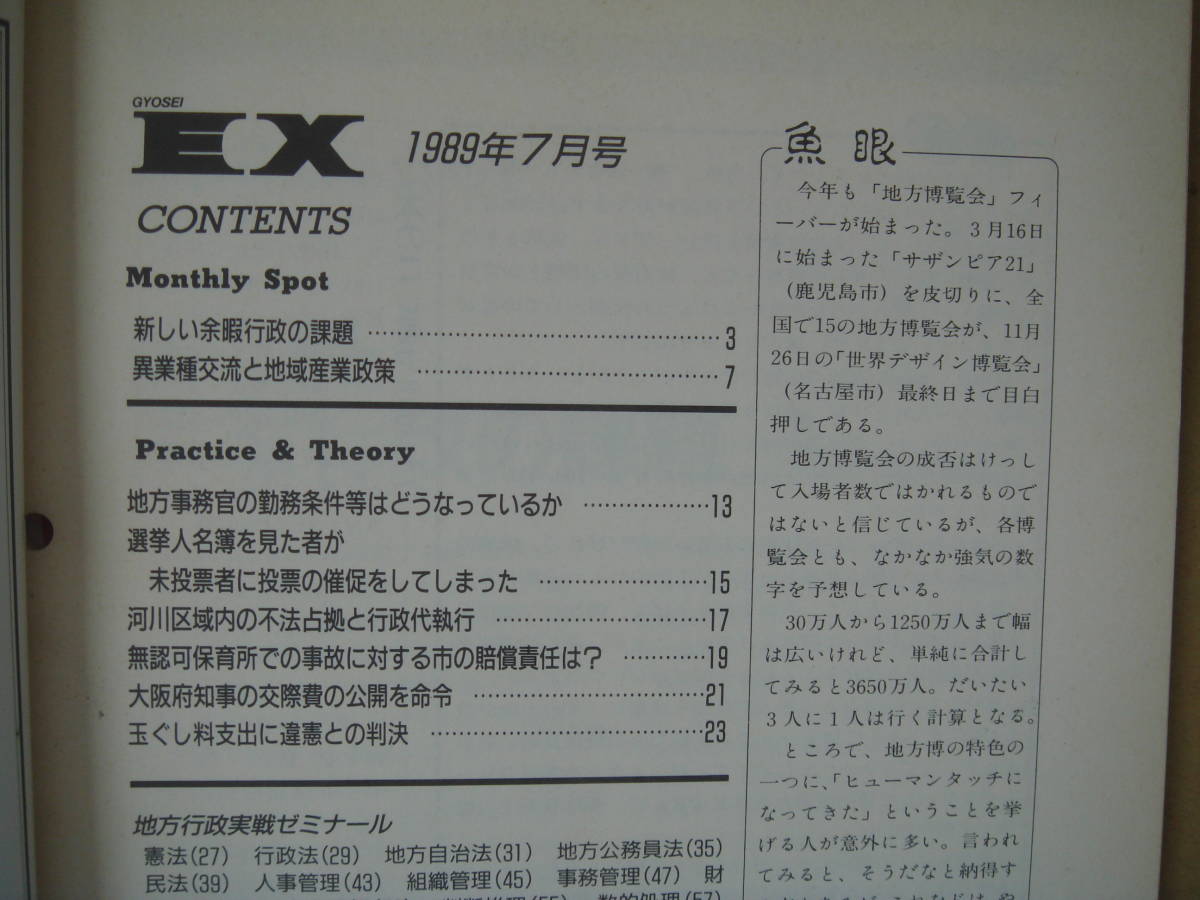 GYOSEI
EX 1989年7月号
CONTENTS
Monthly Spot
新しい余暇行政の課題 ……………………………………… 3
異業種交流と地域産業政策 ……………………………… 7
Practice & Theory
地方事務官の勤務条件等はどうなっているか ……………… 13
選挙人名簿を見た者が
未投票者に投票の催促をしてしまった …………………… 15
河川区域内の不法占拠と行政代執行 ……………………… 17
無認可保育所での事故に対する市の賠償責任は? ………… 19
大阪府知事の交際費の公開を命令 ………………………… 21
玉ぐし料支出に違憲との判決 ……………………………… 23
地方行政実戦ゼミナール
憲法(27) 行政法(29) 地方自治法(31) 地方公務員法(35)
民法(39) 人事管理(43) 組織管理(45) 事務管理(47) 財
判断推理(55) 数的処理(57)
魚眼
今年も「地方博覧会」フィ
ーバーが始まった。3月16日
に始まった「サザンピア21」
(鹿児島市)を皮切りに、全
国で15の地方博覧会が、11月
26日の「世界デザイン博覧会」
(名古屋市)最終日まで目白
押しである。
地方博覧会の成否はけっし
て入場者数ではかれるもので
はないと信じているが、各博
覧会とも、なかなか強気の数
字を予想している。
30万人から1250万人まで幅
は広いけれど、単純に合計し
てみると3650万人。だいたい
3人に1人は行く計算となる。
ところで、地方博の特色の
一つに、「ヒューマンタッチに
なってきた」ということを挙
げる人が意外に多い。言われ
てみると、そうだなと納得す